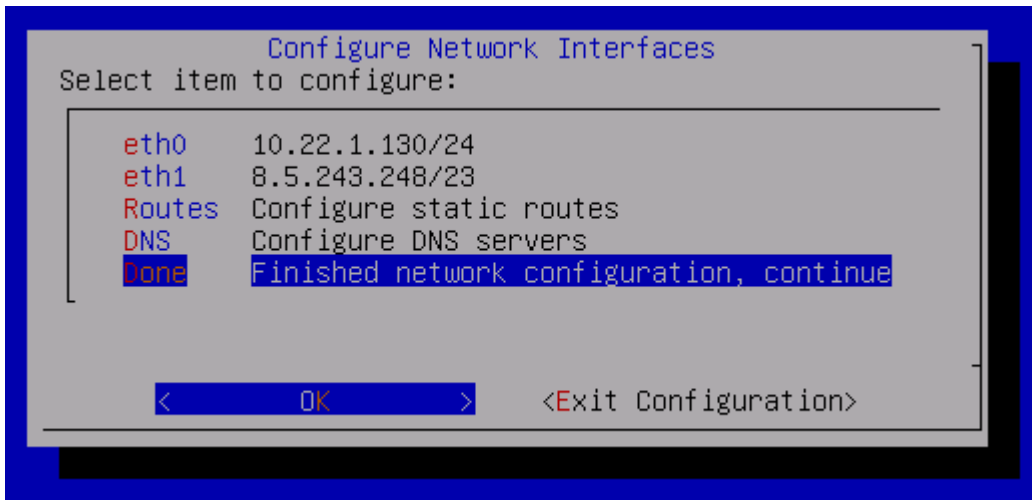 Configure Network Interfaces
Select item to configure:
eth0 10.22.1.130/24
eth1 8.5.243.248/23
Routes Configure static routes
DNS Configure DNS servers
Done Finished network configuration, continue
< OK > <Exit Configuration>